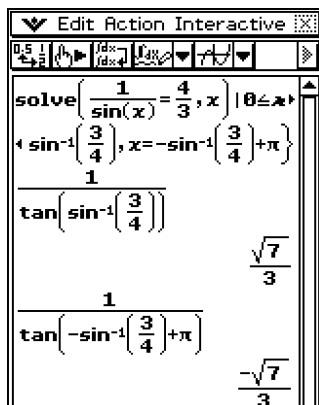 Edit Action Interactive
solve(1/sin(x)=4/3,x)|0≤x
sin⁻¹(3/4),x=-sin⁻¹(3/4)+π}
1/tan(sin⁻¹(3/4))
√7/3
1/tan(-sin⁻¹(3/4)+π)
-√7/3